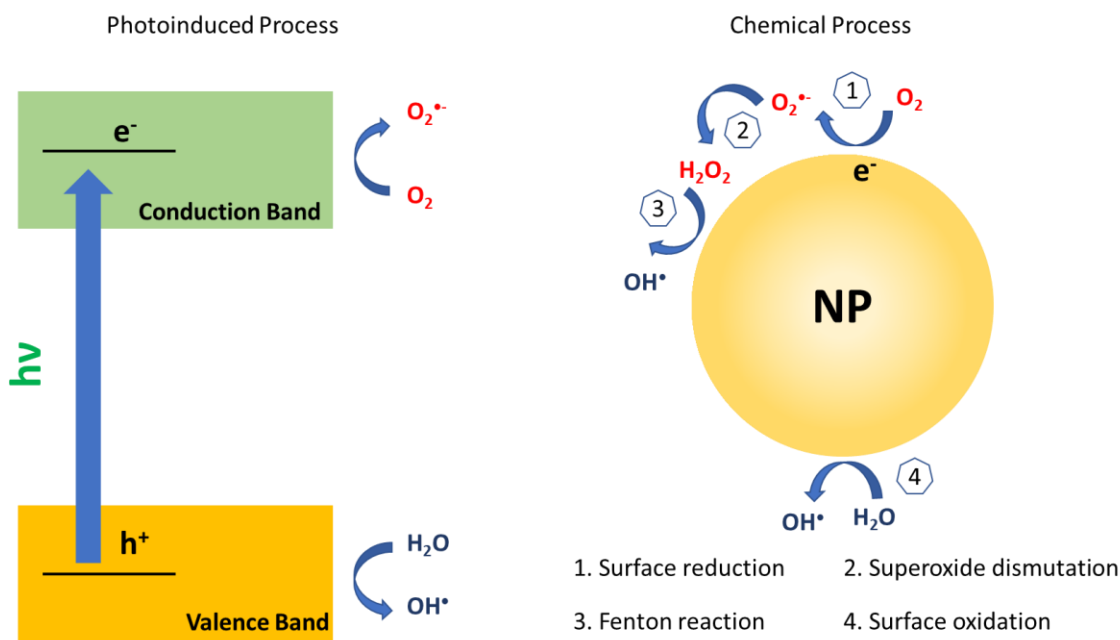 Photoinduced Process
e⁻
Conduction Band
O₂•⁻
O₂
hν
h⁺
Valence Band
H₂O
OH•
Chemical Process
1
O₂•⁻
O₂
2
H₂O₂
e⁻
3
OH•
NP
4
OH•
H₂O
1. Surface reduction
2. Superoxide dismutation
3. Fenton reaction
4. Surface oxidation